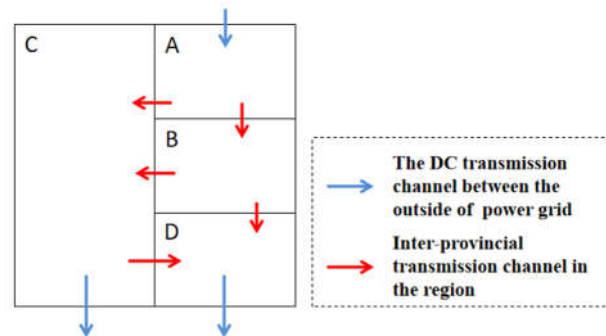 C
A
B
D
The DC transmission
channel between the
outside of power grid
Inter-provincial
transmission channel in
the region